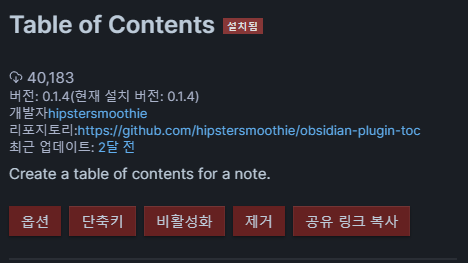 Table of Contents 설치됨
40,183
버전: 0.1.4(현재 설치 버전: 0.1.4)
개발자hipstersmoothie
리포지토리:https://github.com/hipstersmoothie/obsidian-plugin-toc
최근 업데이트: 2달 전
Create a table of contents for a note.
옵션 단축키 비활성화 제거 공유 링크 복사